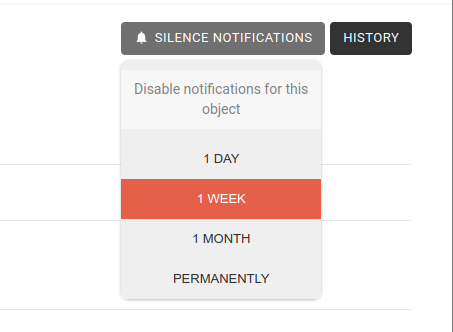 SILENCE NOTIFICATIONS
HISTORY
Disable notifications for this
object
1 DAY
1 WEEK
1 MONTH
PERMANENTLY